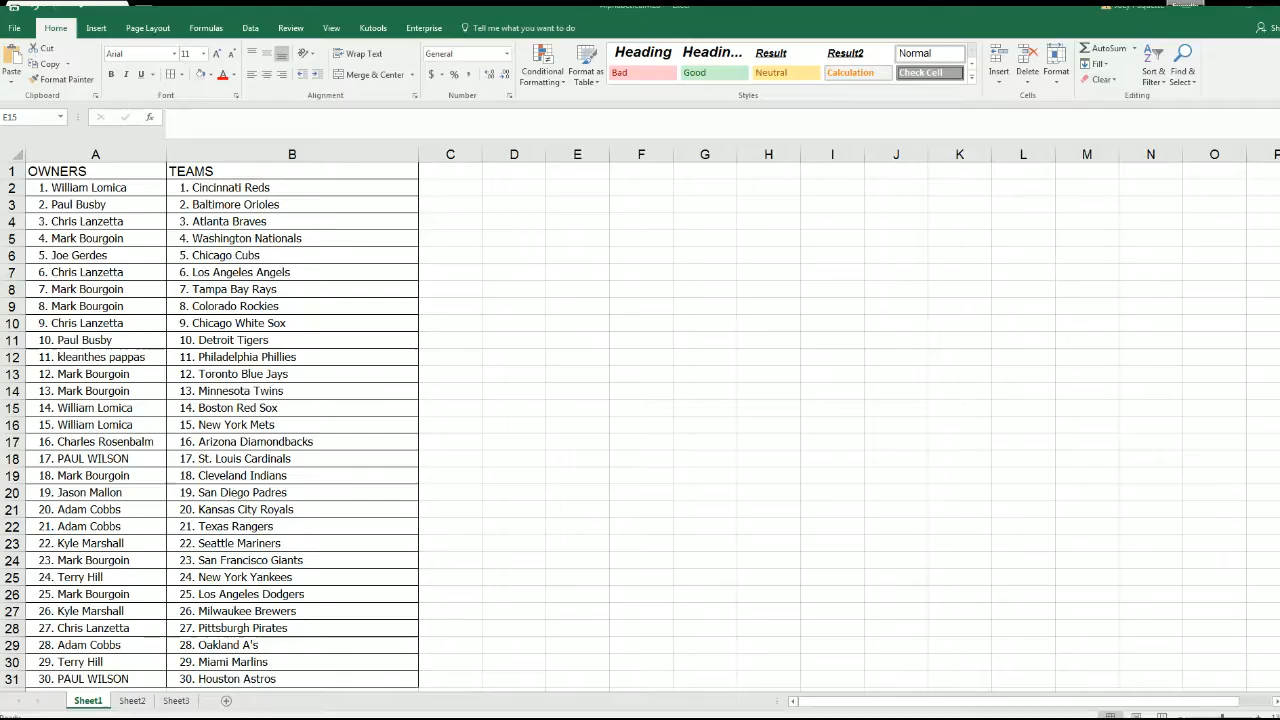 File Home Insert Page Layout Formulas Data Review View Kutools Enterprise Tell me what you want to do
Cut
Copy
Format Painter
Paste
Clipboard
Arial 11
B I U
Font
Wrap Text
Merge & Center
Alignment
General
$ % ,
Number
Conditional Formatting
Format as Table
Heading Headin... Result Result2 Normal
Bad Good Neutral Calculation Check Cell
Styles
Insert Delete Format
Cells
AutoSum
Fill
Clear
Sort & Filter
Find & Select
Editing
E15 fx
A B C D E F G H I J K L M N O
1 OWNERS TEAMS
2 1. William Lomica 1. Cincinnati Reds
3 2. Paul Busby 2. Baltimore Orioles
4 3. Chris Lanzetta 3. Atlanta Braves
5 4. Mark Bourgoin 4. Washington Nationals
6 5. Joe Gerdes 5. Chicago Cubs
7 6. Chris Lanzetta 6. Los Angeles Angels
8 7. Mark Bourgoin 7. Tampa Bay Rays
9 8. Mark Bourgoin 8. Colorado Rockies
10 9. Chris Lanzetta 9. Chicago White Sox
11 10. Paul Busby 10. Detroit Tigers
12 11. kleanthes pappas 11. Philadelphia Phillies
13 12. Mark Bourgoin 12. Toronto Blue Jays
14 13. Mark Bourgoin 13. Minnesota Twins
15 14. William Lomica 14. Boston Red Sox
16 15. William Lomica 15. New York Mets
17 16. Charles Rosenbalm 16. Arizona Diamondbacks
18 17. PAUL WILSON 17. St. Louis Cardinals
19 18. Mark Bourgoin 18. Cleveland Indians
20 19. Jason Mallon 19. San Diego Padres
21 20. Adam Cobbs 20. Kansas City Royals
22 21. Adam Cobbs 21. Texas Rangers
23 22. Kyle Marshall 22. Seattle Mariners
24 23. Mark Bourgoin 23. San Francisco Giants
25 24. Terry Hill 24. New York Yankees
26 25. Mark Bourgoin 25. Los Angeles Dodgers
27 26. Kyle Marshall 26. Milwaukee Brewers
28 27. Chris Lanzetta 27. Pittsburgh Pirates
29 28. Adam Cobbs 28. Oakland A's
30 29. Terry Hill 29. Miami Marlins
31 30. PAUL WILSON 30. Houston Astros
Sheet1 Sheet2 Sheet3